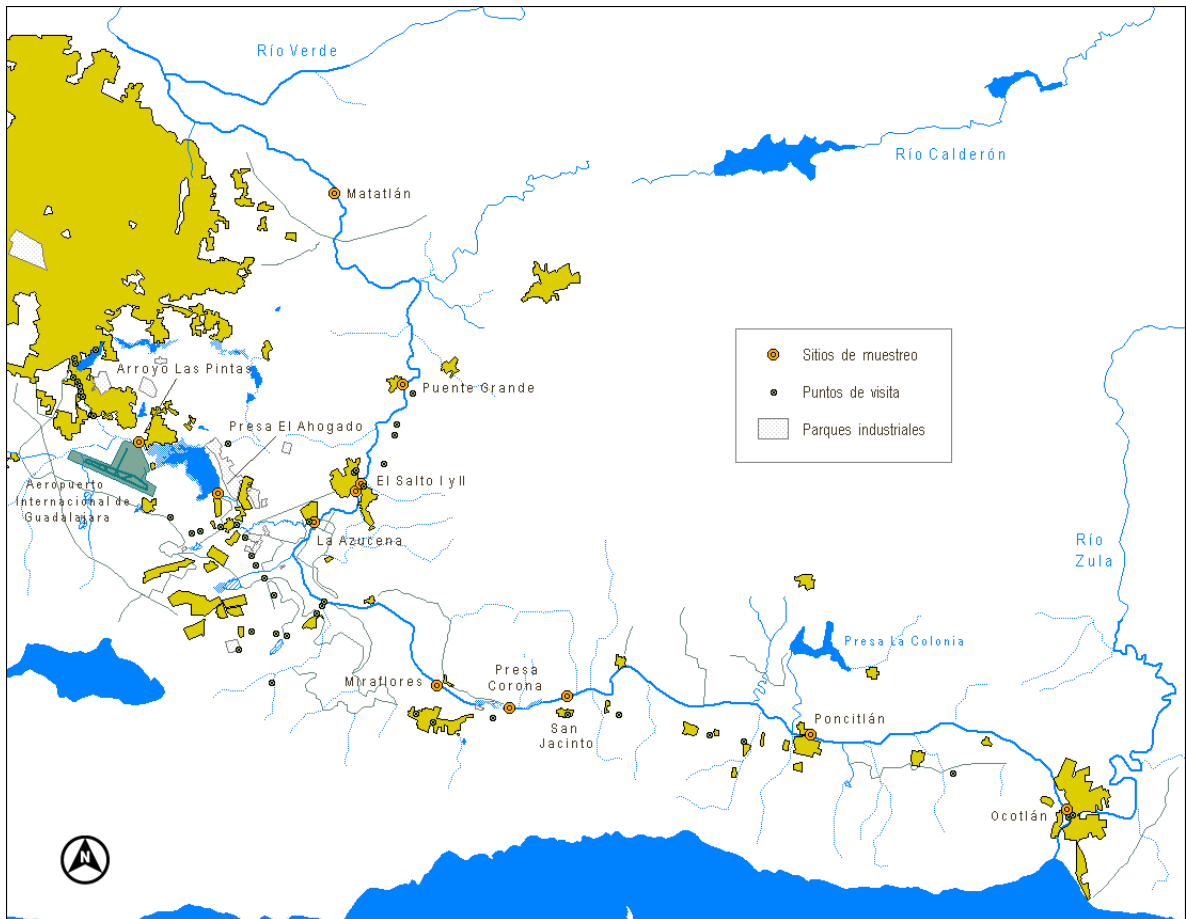 Río Verde
Río Calderón
Matatlán
Sitios de muestreo
Puntos de visita
Parques industriales
Arroyo Las Pintas
Puente Grande
Presa El Ahogado
El Salto I y II
Aeropuerto
Internacional de
Guadalajara
La Azucena
Río
Zula
Presa La Colonia
Miraflores
Presa
Corona
San
Jacinto
Poncitlán
Ocotlán
N